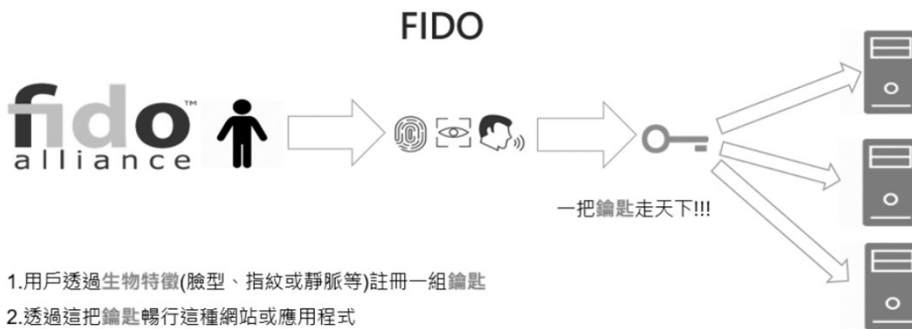 FIDO
fido™
alliance
一把鑰匙走天下!!!
1.用戶透過生物特徵(臉型、指紋或靜脈等)註冊一組鑰匙
2.透過這把鑰匙暢行這種網站或應用程式